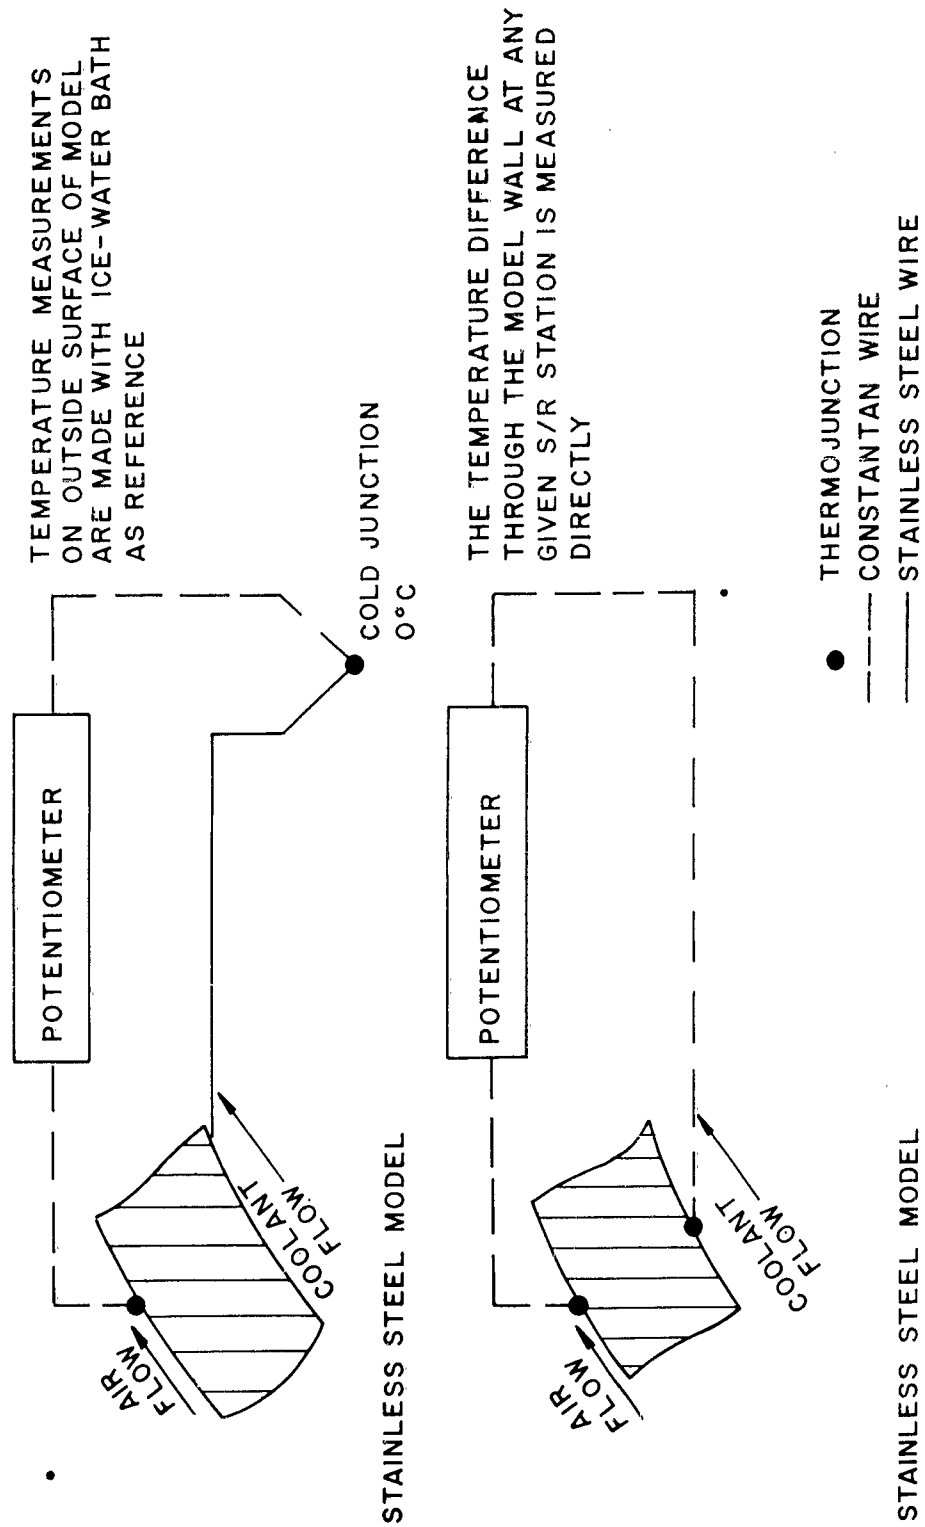 POTENTIOMETER
TEMPERATURE MEASUREMENTS
ON OUTSIDE SURFACE OF MODEL
ARE MADE WITH ICE-WATER BATH
AS REFERENCE
AIR
FLOW
COOLANT
FLOW
COLD JUNCTION
0°C
STAINLESS STEEL MODEL
POTENTIOMETER
THE TEMPERATURE DIFFERENCE
THROUGH THE MODEL WALL AT ANY
GIVEN S/R STATION IS MEASURED
DIRECTLY
AIR
FLOW
COOLANT
FLOW
THERMOJUNCTION
CONSTANTAN WIRE
STAINLESS STEEL WIRE
STAINLESS STEEL MODEL